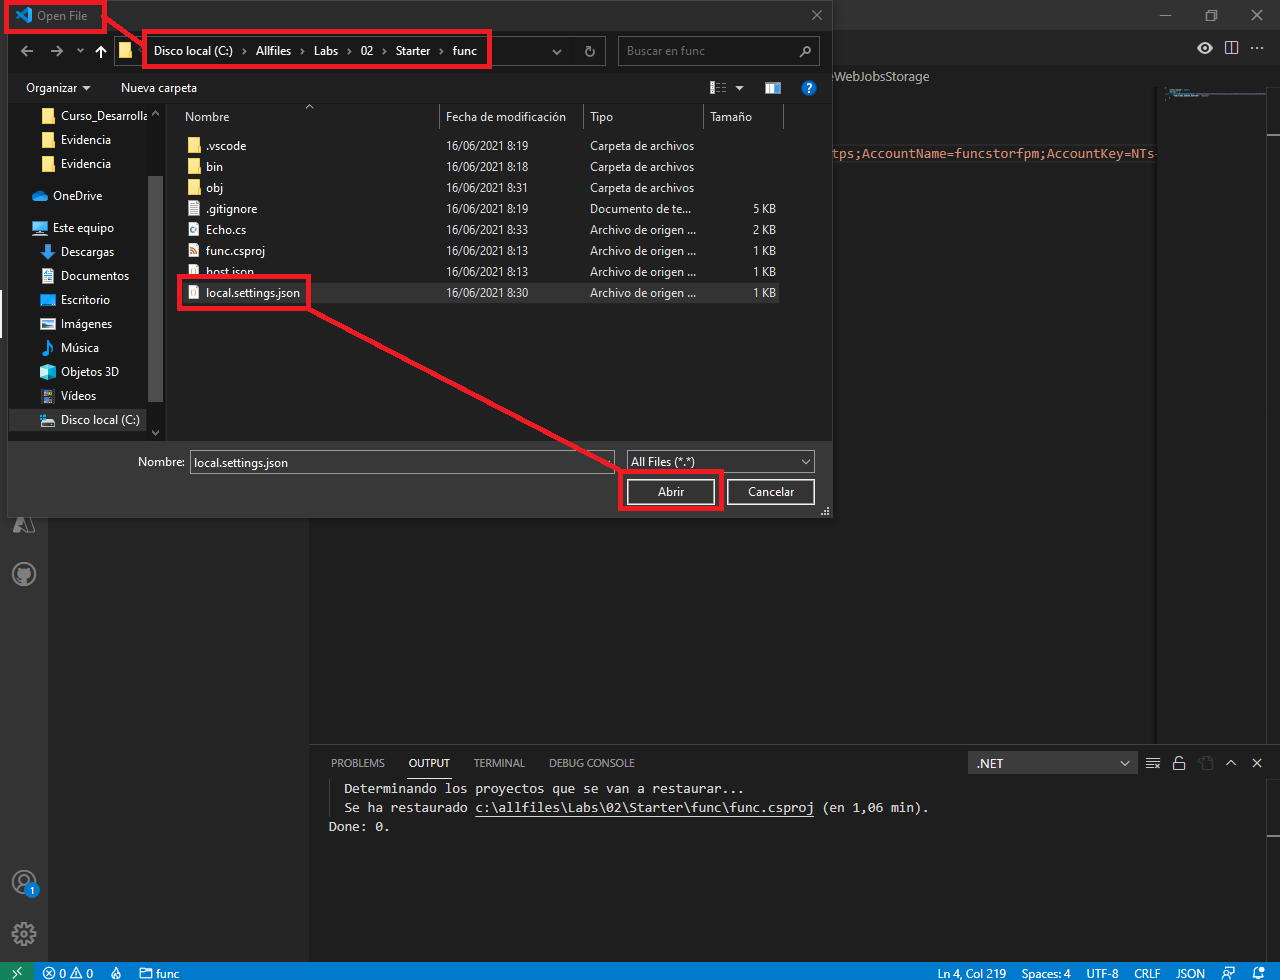 Open File
Disco local (C:) › Allfiles › Labs › 02 › Starter › func
Buscar en func
Organizar
Nueva carpeta
Nombre Fecha de modificación Tipo Tamaño
.vscode 16/06/2021 8:19 Carpeta de archivos
bin 16/06/2021 8:18 Carpeta de archivos
obj 16/06/2021 8:31 Carpeta de archivos
.gitignore 16/06/2021 8:19 Documento de te... 5 KB
Echo.cs 16/06/2021 8:33 Archivo de origen ... 2 KB
func.csproj 16/06/2021 8:13 Archivo de origen ... 1 KB
host.json 16/06/2021 8:13 Archivo de origen ... 1 KB
local.settings.json 16/06/2021 8:30 Archivo de origen ... 1 KB
Curso_Desarrolla
Evidencia
Evidencia
OneDrive
Este equipo
Descargas
Documentos
Escritorio
Imágenes
Música
Objetos 3D
Vídeos
Disco local (C:)
Nombre: local.settings.json
All Files (*.*)
Abrir
Cancelar
eWebJobsStorage
tps;AccountName=funcstorfpm;AccountKey=NTs
PROBLEMS OUTPUT TERMINAL DEBUG CONSOLE
.NET
Determinando los proyectos que se van a restaurar...
Se ha restaurado c:\allfiles\Labs\02\Starter\func\func.csproj (en 1,06 min).
Done: 0.
1
0 0 func
Ln 4, Col 219 Spaces: 4 UTF-8 CRLF JSON